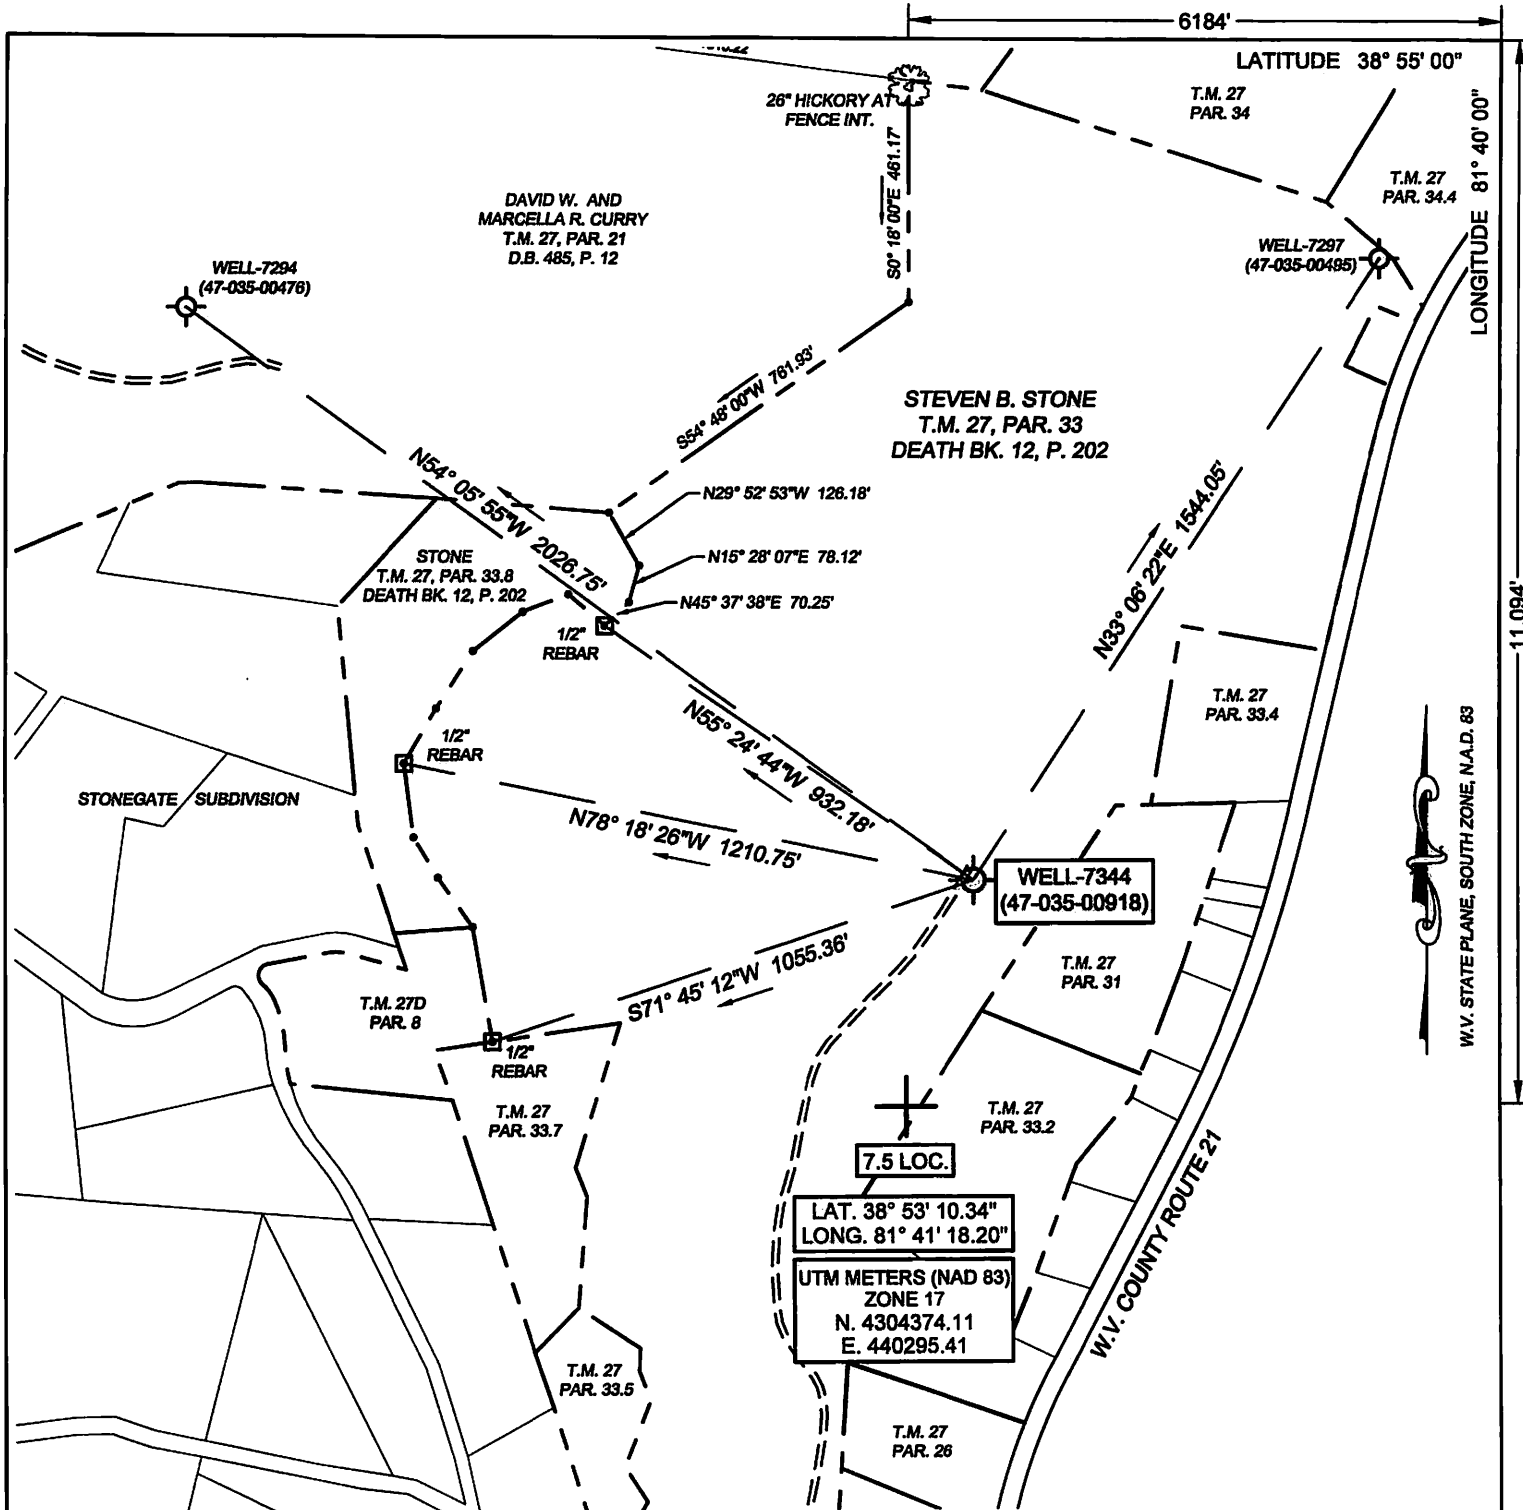 6184'
LATITUDE 38° 55' 00"
LONGITUDE 81° 40' 00"
11,094'
26" HICKORY AT
FENCE INT.
S0° 18' 00"E 461.17'
T.M. 27
PAR. 34
T.M. 27
PAR. 34.4
DAVID W. AND
MARCELLA R. CURRY
T.M. 27, PAR. 21
D.B. 485, P. 12
WELL-7294
(47-035-00476)
WELL-7297
(47-035-00495)
S54° 48' 00"W 761.93'
STEVEN B. STONE
T.M. 27, PAR. 33
DEATH BK. 12, P. 202
N54° 05' 55"W 2026.75'
N29° 52' 53"W 126.18'
N15° 28' 07"E 78.12'
N45° 37' 38"E 70.25'
N33° 06' 22"E 1544.05'
STONE
T.M. 27, PAR. 33.8
DEATH BK. 12, P. 202
1/2"
REBAR
T.M. 27
PAR. 33.4
N55° 24' 44"W 932.18'
1/2"
REBAR
STONEGATE SUBDIVISION
N78° 18' 26"W 1210.75'
W.V. STATE PLANE, SOUTH ZONE, N.A.D. 83
WELL-7344
(47-035-00918)
S71° 45' 12"W 1055.36'
T.M. 27
PAR. 31
T.M. 27D
PAR. 8
1/2"
REBAR
T.M. 27
PAR. 33.7
T.M. 27
PAR. 33.2
7.5 LOC.
LAT. 38° 53' 10.34"
LONG. 81° 41' 18.20"
UTM METERS (NAD 83)
ZONE 17
N. 4304374.11
E. 440295.41
W.V. COUNTY ROUTE 21
T.M. 27
PAR. 33.5
T.M. 27
PAR. 26